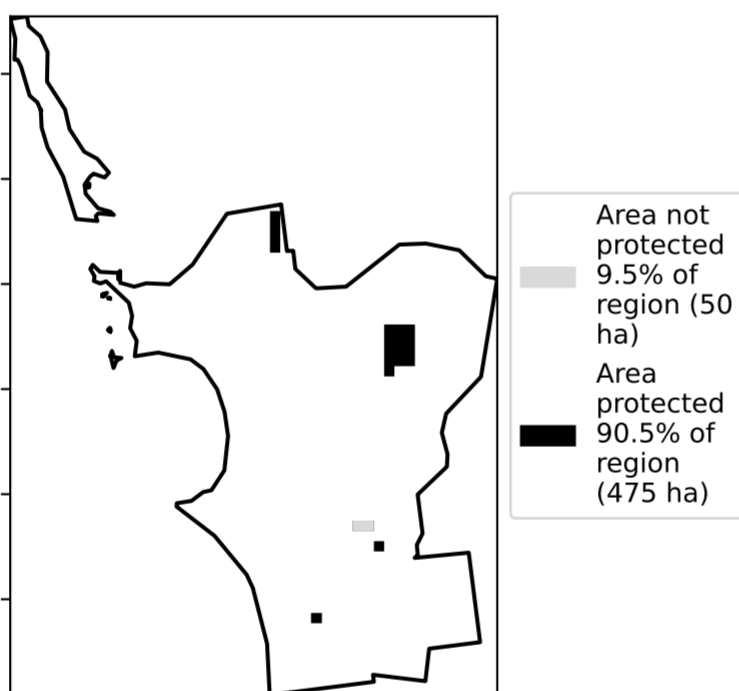 Area not
protected
9.5% of
region (50
ha)
Area
protected
90.5% of
region
(475 ha)